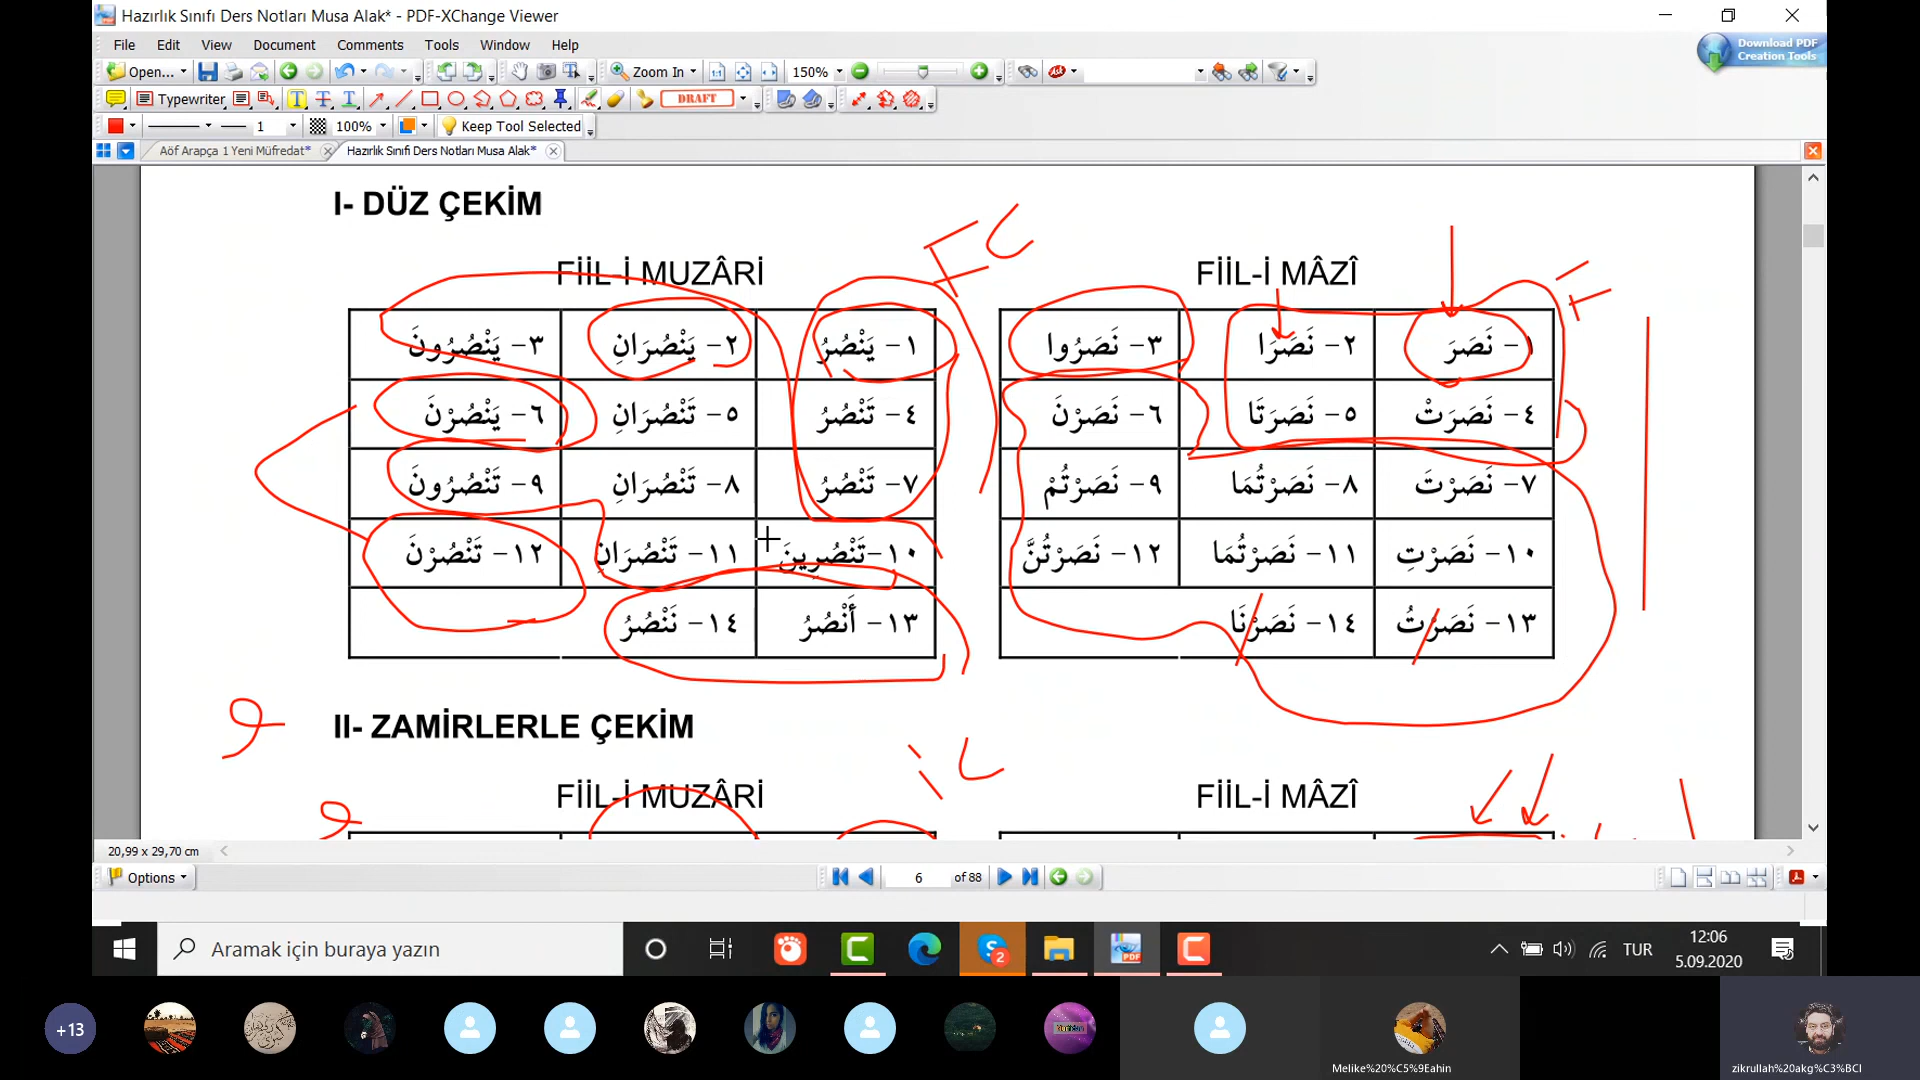 Hazırlık Sınıfı Ders Notları Musa Alak* - PDF-XChange Viewer
File Edit View Document Comments Tools Window Help
Download PDF
Creation Tools
Open... Zoom In 150%
Typewriter DRAFT
1 100% Keep Tool Selected
Aöf Arapça 1 Yeni Müfredat* Hazırlık Sınıfı Ders Notları Musa Alak*
I- DÜZ ÇEKİM
FİİL-İ MUZÂRİ FİİL-İ MÂZÎ
١- يَنْصُرُ ٢- يَنْصُرَانِ ٣- يَنْصُرُونَ
٤- تَنْصُرُ ٥- تَنْصُرَانِ ٦- يَنْصُرْنَ
٧- تَنْصُرُ ٨- تَنْصُرَانِ ٩- تَنْصُرُونَ
١٠- تَنْصُرِينَ ١١- تَنْصُرَانِ ١٢- تَنْصُرْنَ
١٣- أَنْصُرُ ١٤- نَنْصُرُ
١- نَصَرَ ٢- نَصَرَا ٣- نَصَرُوا
٤- نَصَرَتْ ٥- نَصَرَتَا ٦- نَصَرْنَ
٧- نَصَرْتَ ٨- نَصَرْتُمَا ٩- نَصَرْتُمْ
١٠- نَصَرْتِ ١١- نَصَرْتُمَا ١٢- نَصَرْتُنَّ
١٣- نَصَرْتُ ١٤- نَصَرْنَا
II- ZAMİRLERLE ÇEKİM
FİİL-İ MUZÂRİ FİİL-İ MÂZÎ
20,99 x 29,70 cm
Options 6 of 88
Aramak için buraya yazın
2
TUR
12:06
5.09.2020
+13
Melike%20%C5%9Eahin
zikrullah%20akg%C3%BCl